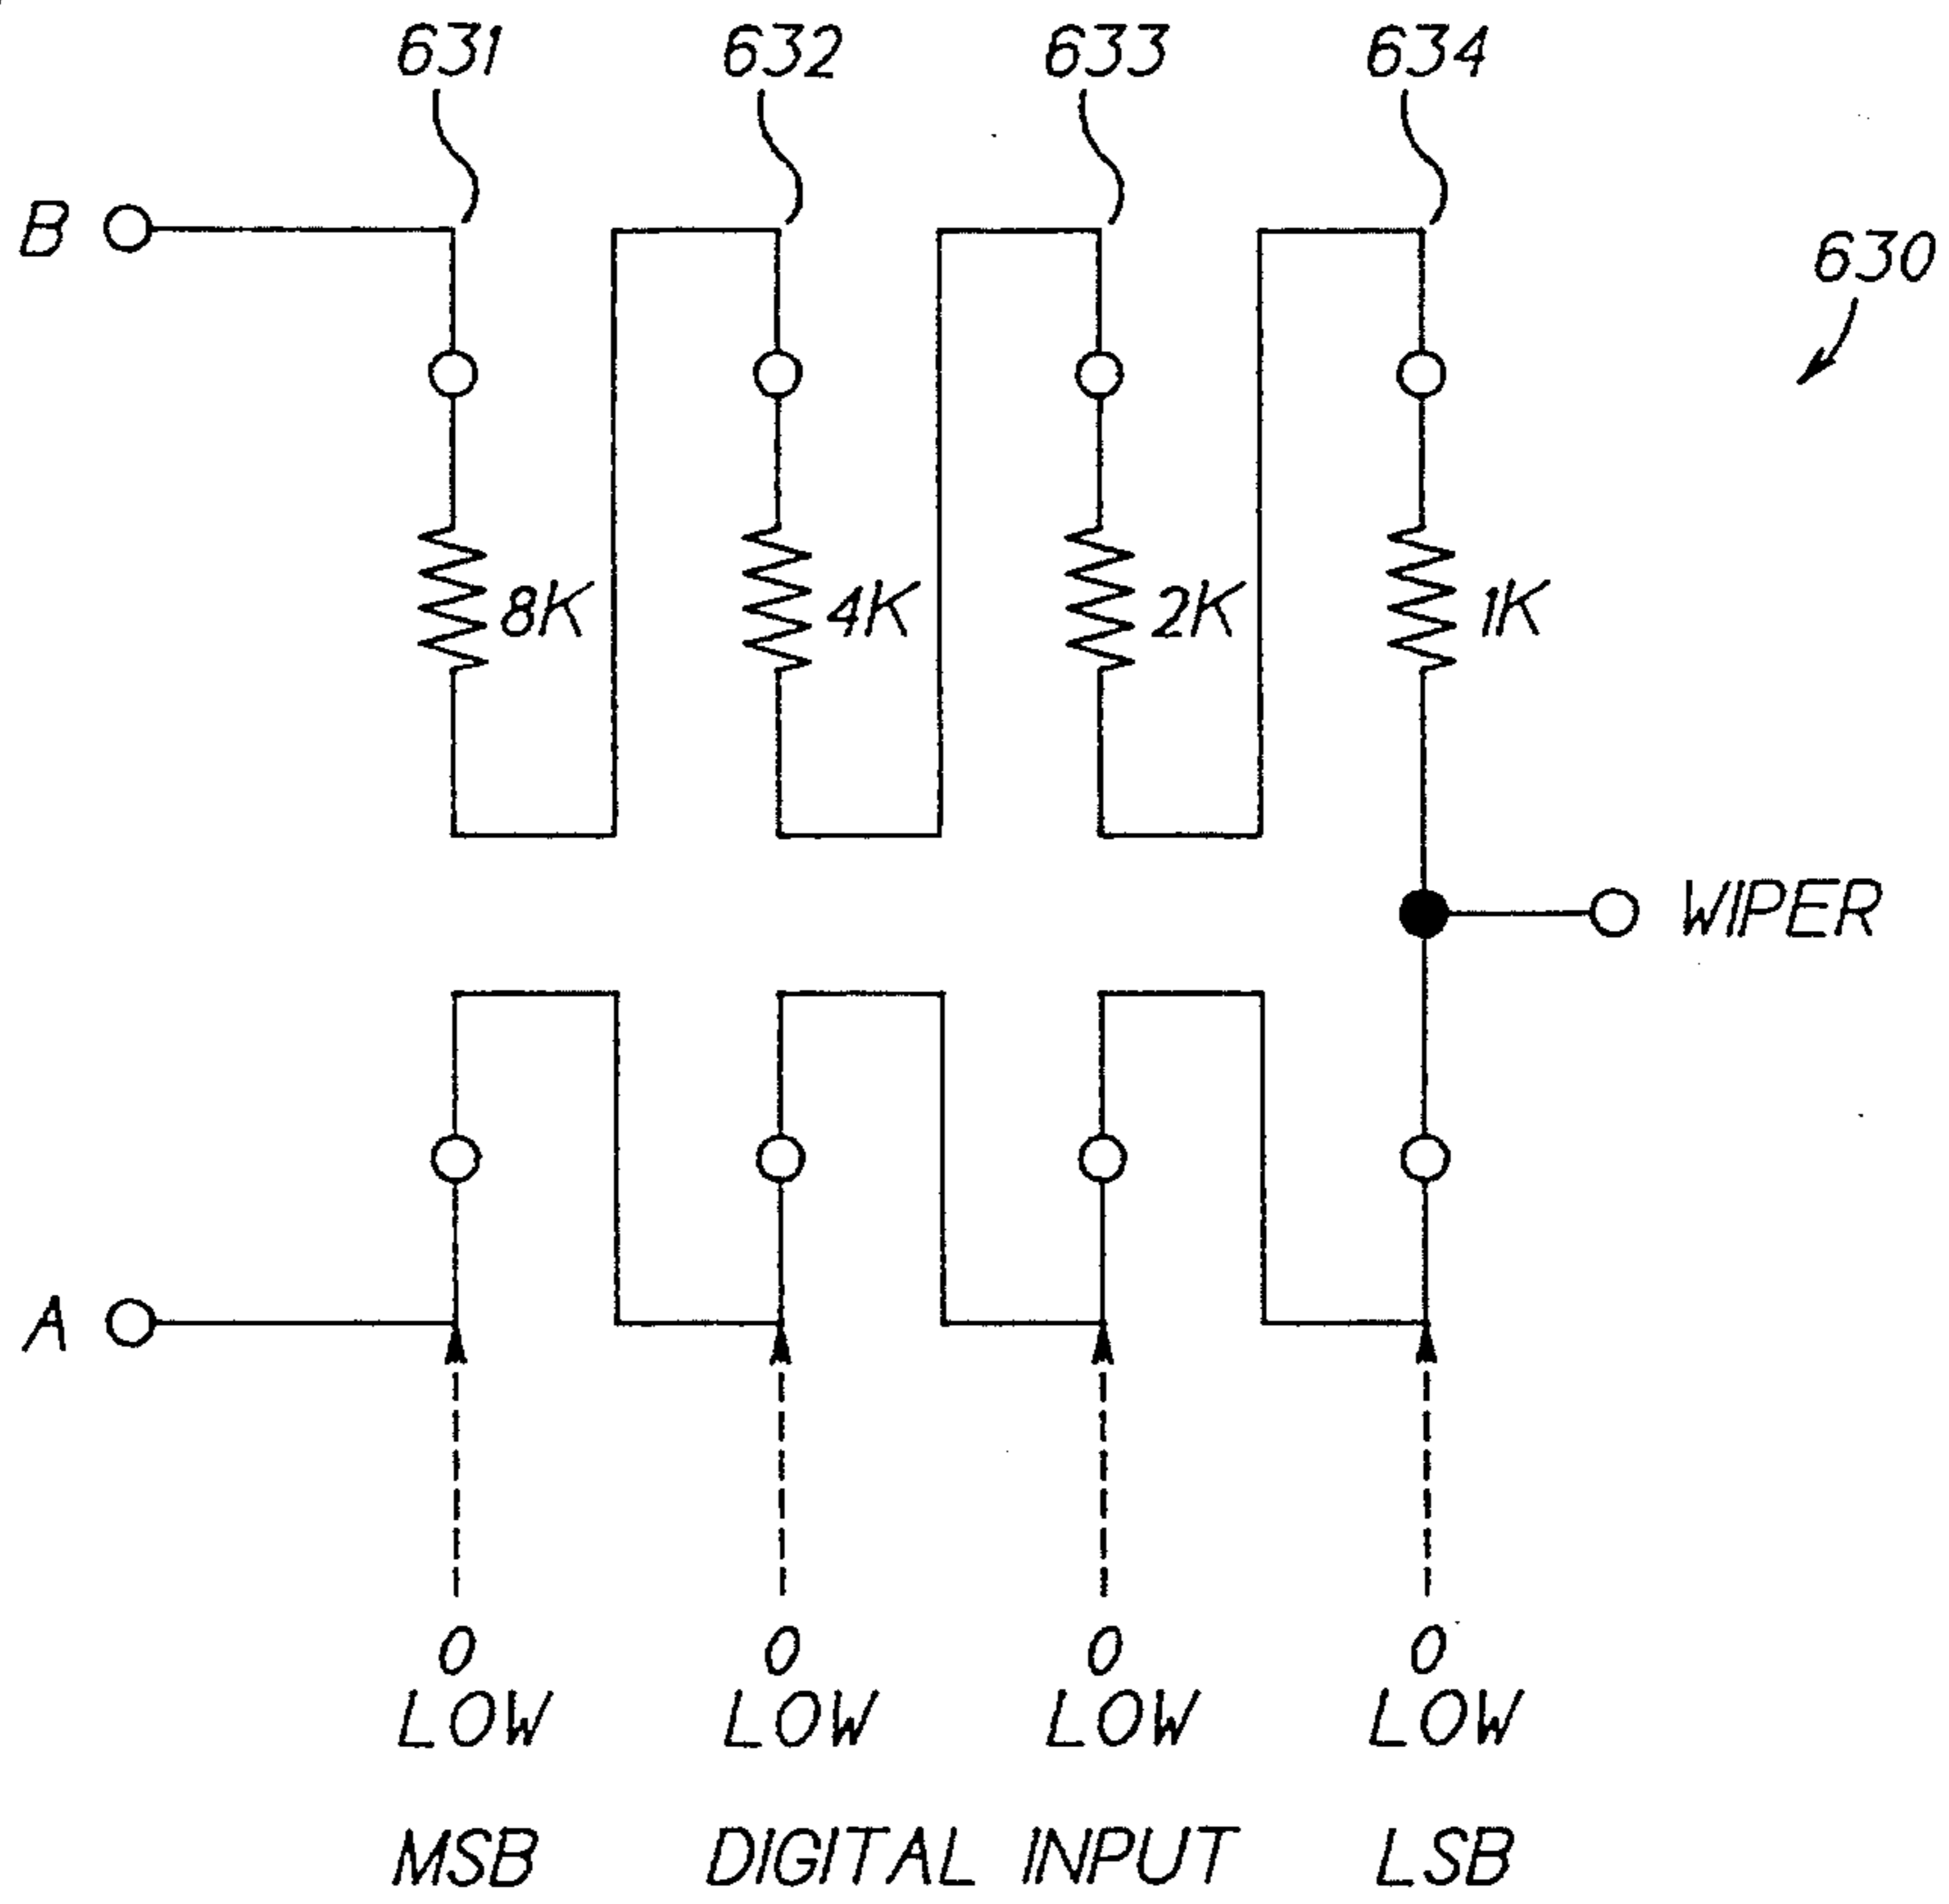 631 632 633 634
B
630
8K 4K 2K 1K
WIPER
A
0 0 0 0
LOW LOW LOW LOW
MSB DIGITAL INPUT LSB